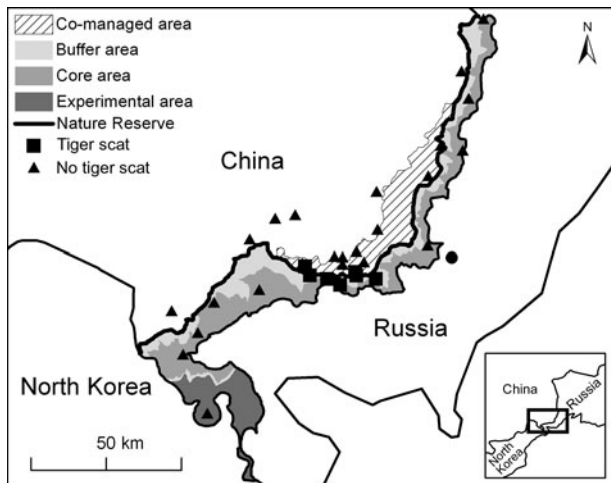 Co-managed area
Buffer area
Core area
Experimental area
Nature Reserve
Tiger scat
No tiger scat
N
China
Russia
North Korea
50 km
China
Russia
North
Korea